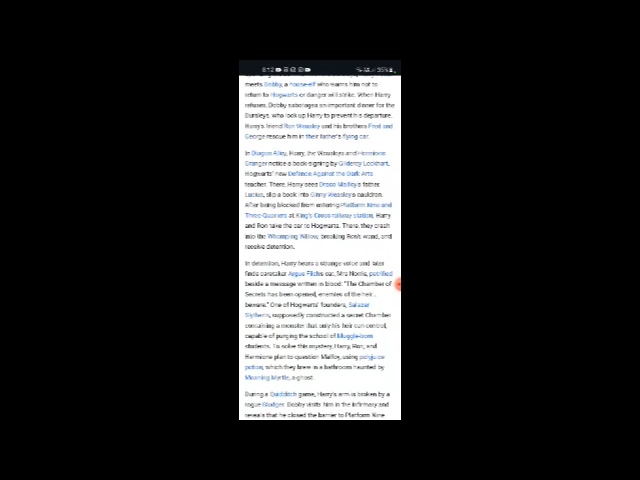 meets Dobby, a house-elf who warns him not to
return to Hogwarts or danger will strike. When Harry
refuses, Dobby sabotages an important dinner for the
Dursleys, who lock up Harry to prevent his departure.
Harry's friend Ron Weasley and his brothers Fred and
George rescue him in their father's flying car.
In Diagon Alley, Harry, the Weasleys and Hermione
Granger notice a book-signing by Gilderoy Lockhart,
Hogwarts' new Defence Against the Dark Arts
teacher. There, Harry sees Draco Malfoy's father,
Lucius, slip a book into Ginny Weasley's cauldron.
After being blocked from entering Platform Nine and
Three-Quarters at King's Cross railway station, Harry
and Ron take the car to Hogwarts. There, they crash
into the Whomping Willow, breaking Ron's wand, and
receive detention.
In detention, Harry hears a strange voice and later
finds caretaker Argus Filch's cat, Mrs Norris, petrified
beside a message written in blood: "The Chamber of
Secrets has been opened, enemies of the heir...
beware." One of Hogwarts' founders, Salazar
Slytherin, supposedly constructed a secret Chamber
containing a monster that only his heir can control,
capable of purging the school of Muggle-born
students. To solve this mystery, Harry, Ron, and
Hermione plan to question Malfoy, using polyjuice
potion, which they brew in a bathroom haunted by
Moaning Myrtle, a ghost.
During a Quidditch game, Harry's arm is broken by a
rogue Bludger. Dobby visits him in the infirmary and
reveals that he closed the barrier to Platform Nine